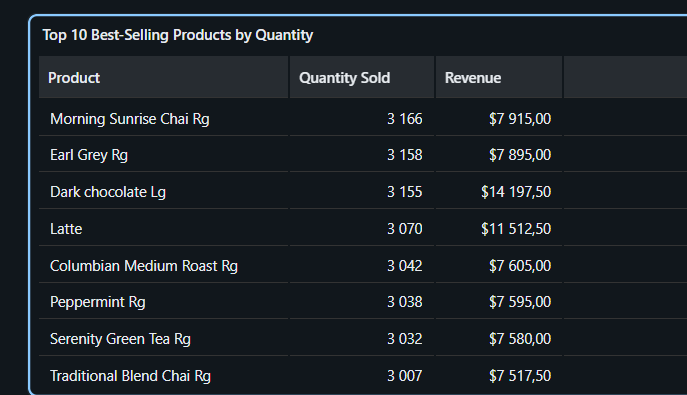 Top 10 Best-Selling Products by Quantity
Product Quantity Sold Revenue
Morning Sunrise Chai Rg 3 166 $7 915,00
Earl Grey Rg 3 158 $7 895,00
Dark chocolate Lg 3 155 $14 197,50
Latte 3 070 $11 512,50
Columbian Medium Roast Rg 3 042 $7 605,00
Peppermint Rg 3 038 $7 595,00
Serenity Green Tea Rg 3 032 $7 580,00
Traditional Blend Chai Rg 3 007 $7 517,50